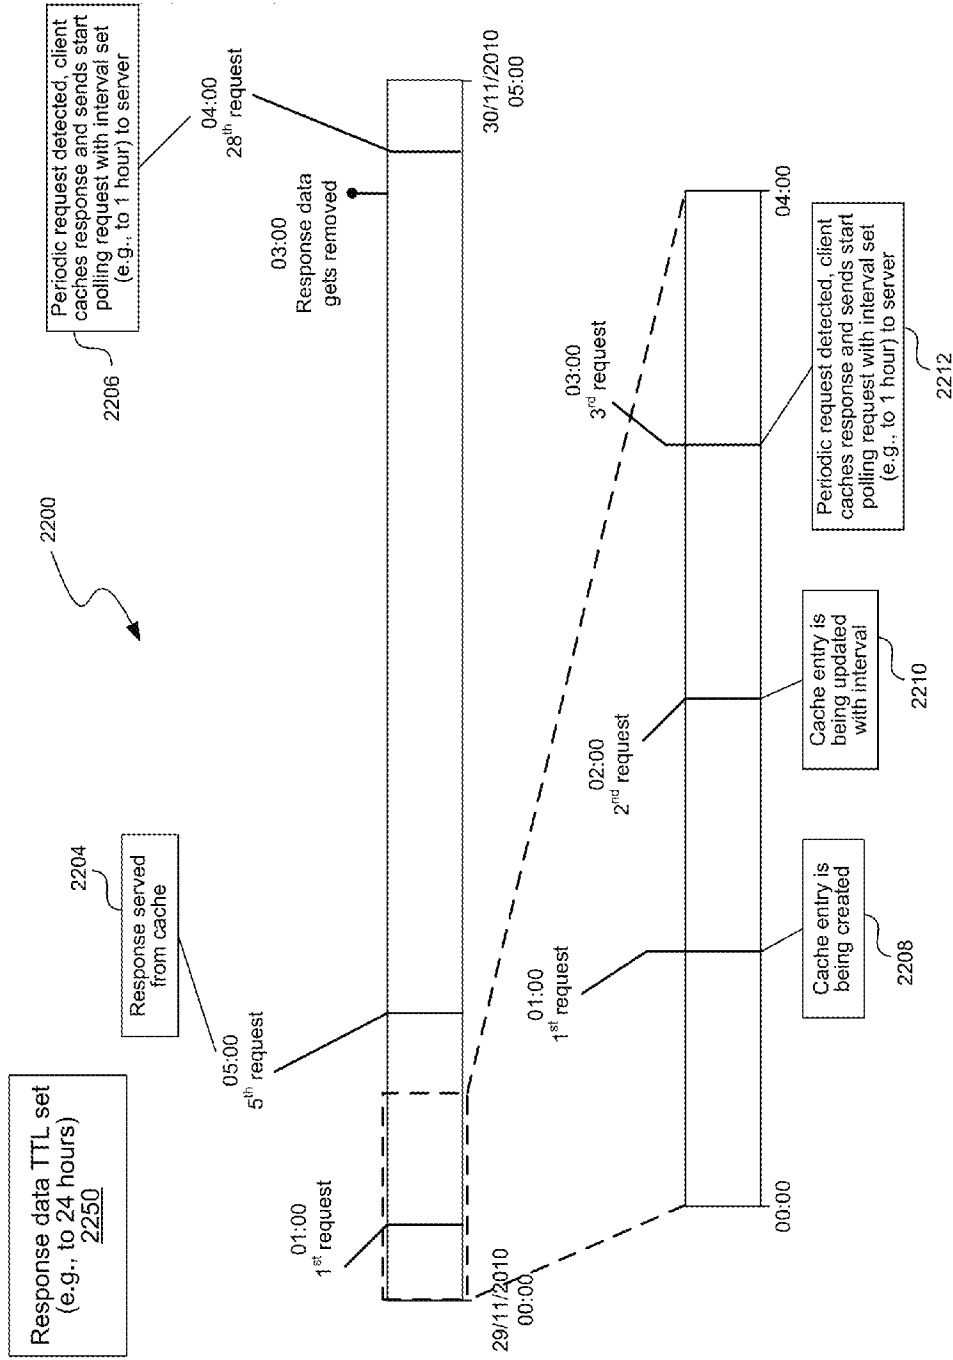 Response data TTL set
(e.g., to 24 hours)
2250
2204
Response served
from cache
2200
2206
Periodic request detected, client
caches response and sends start
polling request with interval set
(e.g., to 1 hour) to server
01:00
1st request
05:00
5th request
03:00
Response data
gets removed
04:00
28th request
29/11/2010
00:00
30/11/2010
05:00
01:00
1st request
02:00
2nd request
03:00
3rd request
00:00
04:00
Cache entry is
being created
2208
Cache entry is
being updated
with interval
2210
Periodic request detected, client
caches response and sends start
polling request with interval set
(e.g., to 1 hour) to server
2212